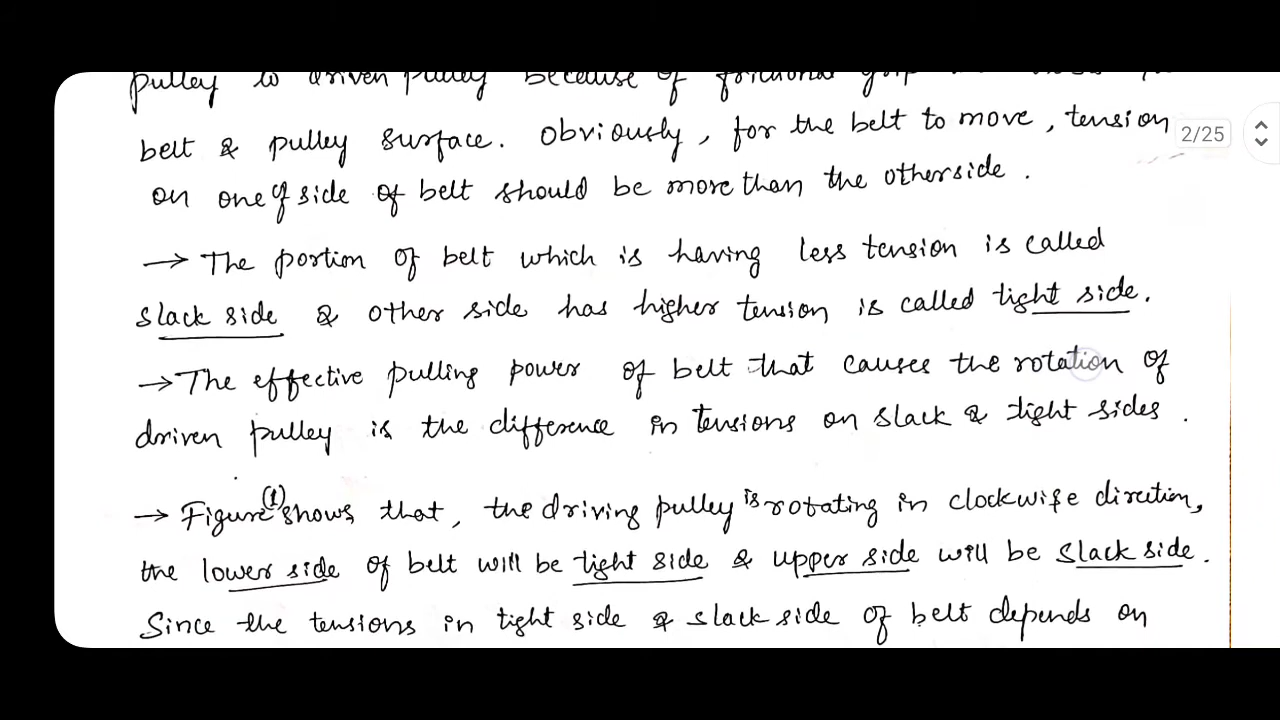 pulley to driven pulley because of frictional grip
belt & pulley surface. Obviously, for the belt to move, tension
2/25
on one of side of belt should be more than the otherside.
→ The portion of belt which is having less tension is called
slack side & other side has higher tension is called tight side.
→ The effective pulling power of belt that causes the rotation of
driven pulley is the difference in tensions on slack & tight sides.
→ Figure (1) shows that, the driving pulley is rotating in clockwise direction,
the lower side of belt will be tight side & upper side will be slack side.
Since the tensions in tight side & slack side of belt depends on